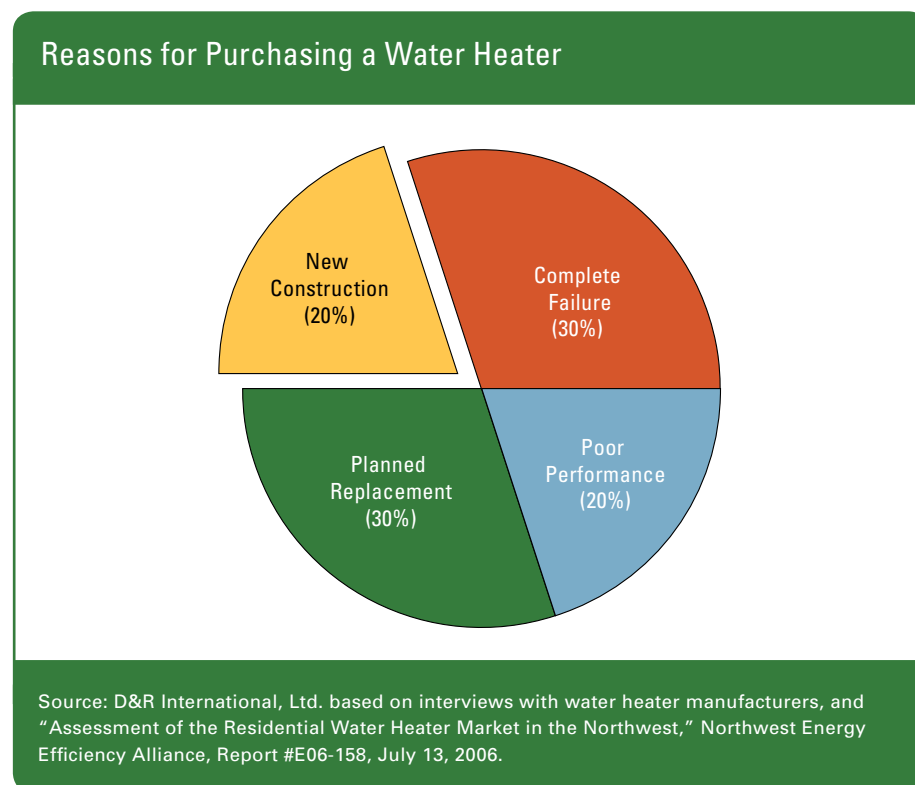 Reasons for Purchasing a Water Heater
New
Construction
(20%)
Complete
Failure
(30%)
Planned
Replacement
(30%)
Poor
Performance
(20%)
Source: D&R International, Ltd. based on interviews with water heater manufacturers, and
“Assessment of the Residential Water Heater Market in the Northwest,” Northwest Energy
Efficiency Alliance, Report #E06-158, July 13, 2006.